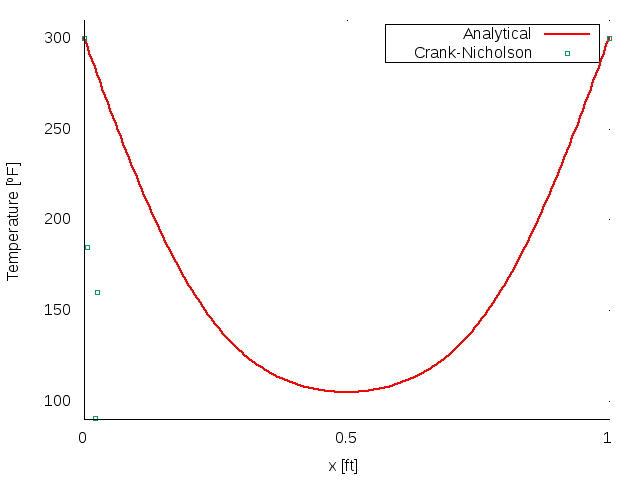 Analytical
Crank-Nicholson
300
250
200
150
100
Temperature [ºF]
0
0.5
1
x [ft]